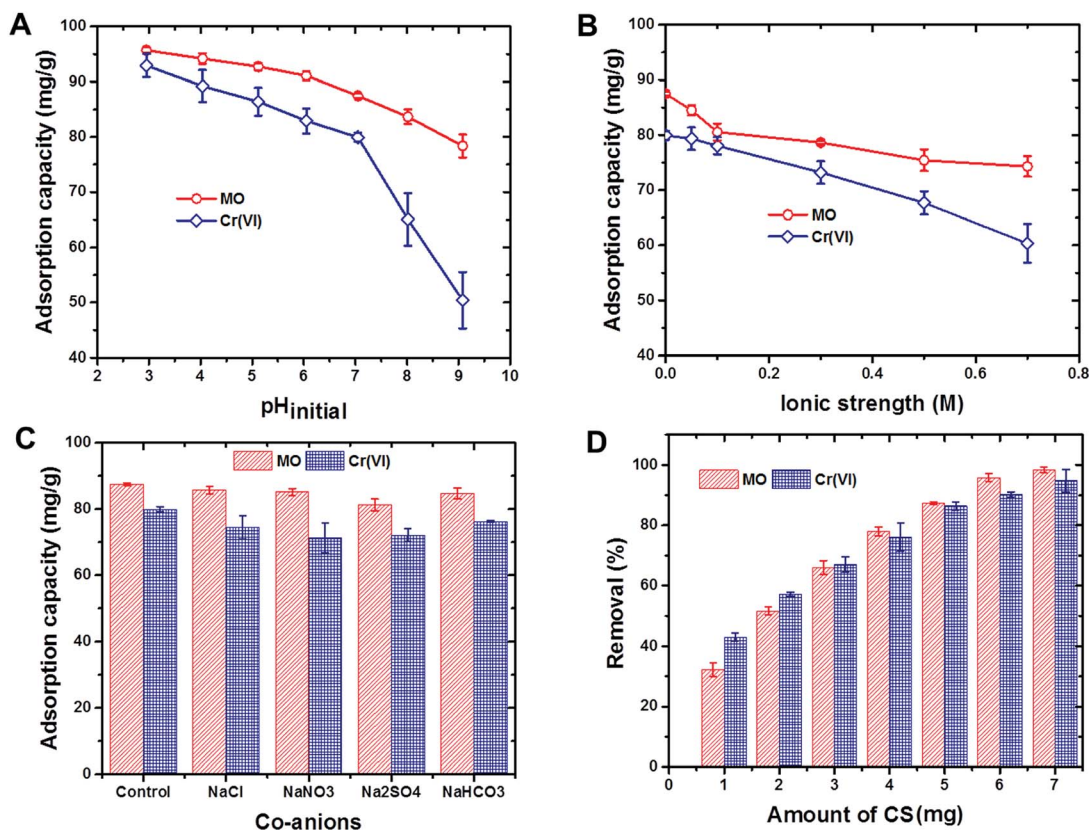 A
Adsorption capacity (mg/g)
100
90
80
70
60
50
40
MO
Cr(VI)
2 3 4 5 6 7 8 9 10
pHinitial
B
Adsorption capacity (mg/g)
100
90
80
70
60
50
40
MO
Cr(VI)
0.0 0.2 0.4 0.6 0.8
Ionic strength (M)
C
Adsorption capacity (mg/g)
100
80
60
40
20
0
MO Cr(VI)
Control NaCl NaNO3 Na2SO4 NaHCO3
Co-anions
D
Removal (%)
100
80
60
40
20
0
MO Cr(VI)
0 1 2 3 4 5 6 7
Amount of CS(mg)